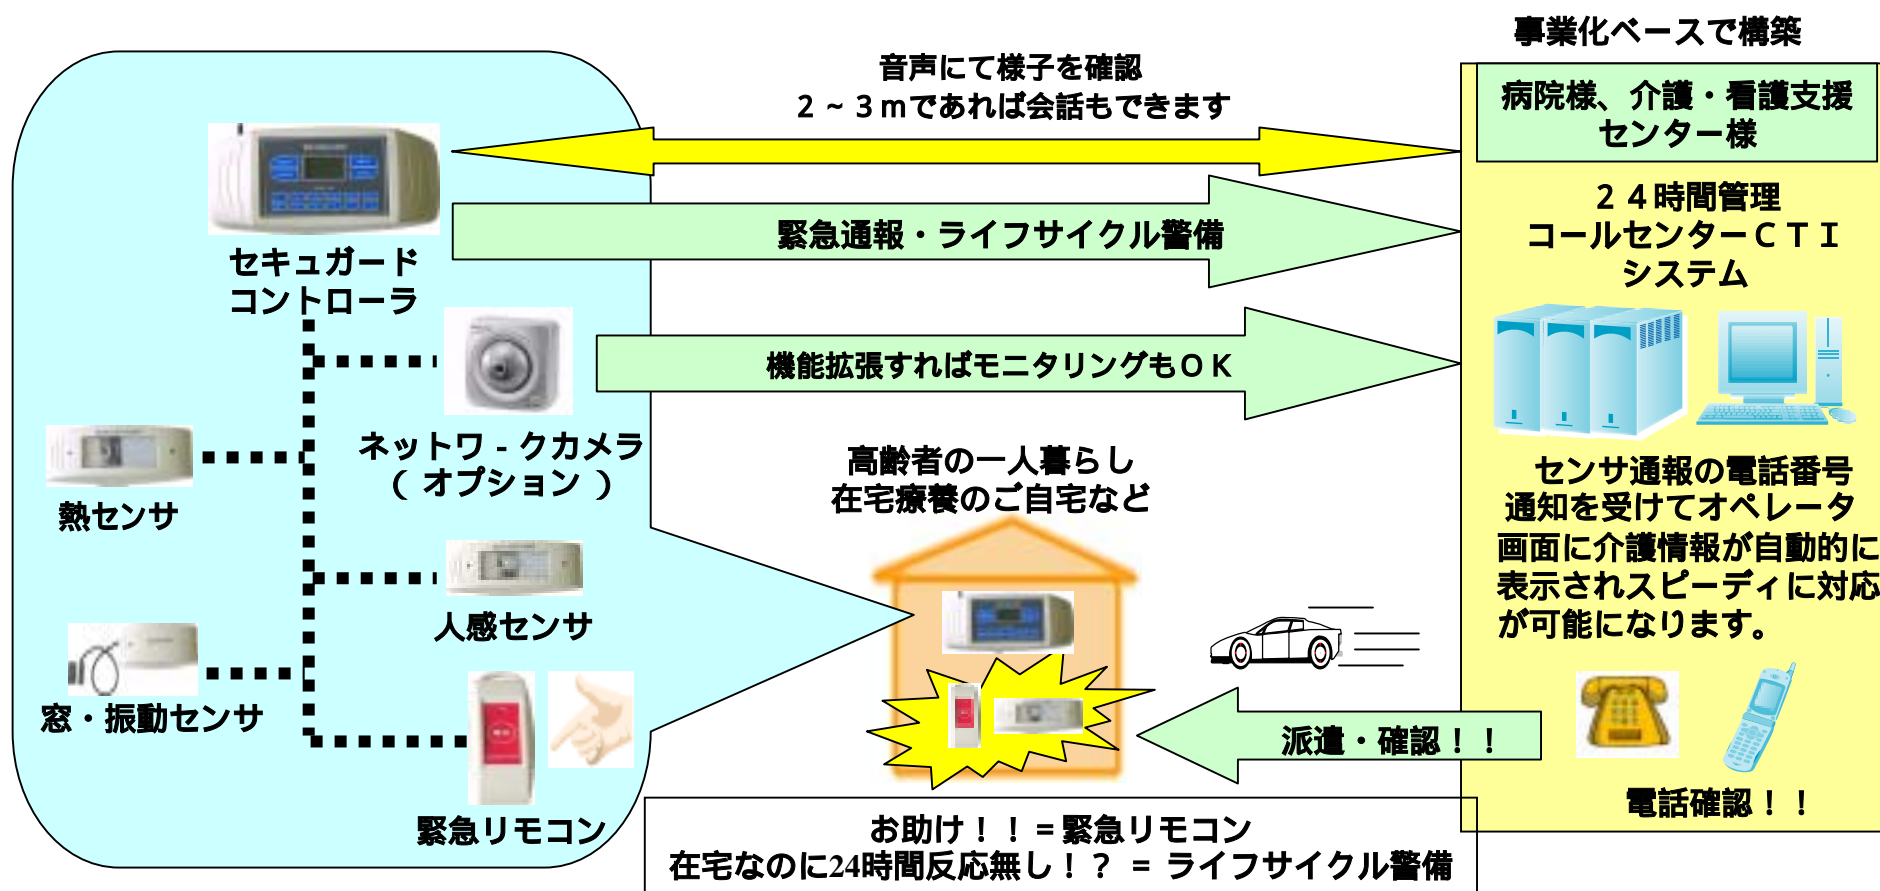 事業化ベースで構築
音声にて様子を確認
２～３ｍであれば会話もできます
病院様、介護・看護支援
センター様
セキュガード
コントローラ
緊急通報・ライフサイクル警備
２４時間管理
コールセンターＣＴＩ
システム
機能拡張すればモニタリングもＯＫ
ネットワ-クカメラ
（オプション）
熱センサ
人感センサ
窓・振動センサ
緊急リモコン
高齢者の一人暮らし
在宅療養のご自宅など
センサ通報の電話番号
通知を受けてオペレータ
画面に介護情報が自動的に
表示されスピーディに対応
が可能になります。
派遣・確認！！
電話確認！！
お助け！！=緊急リモコン
在宅なのに24時間反応無し！？ = ライフサイクル警備